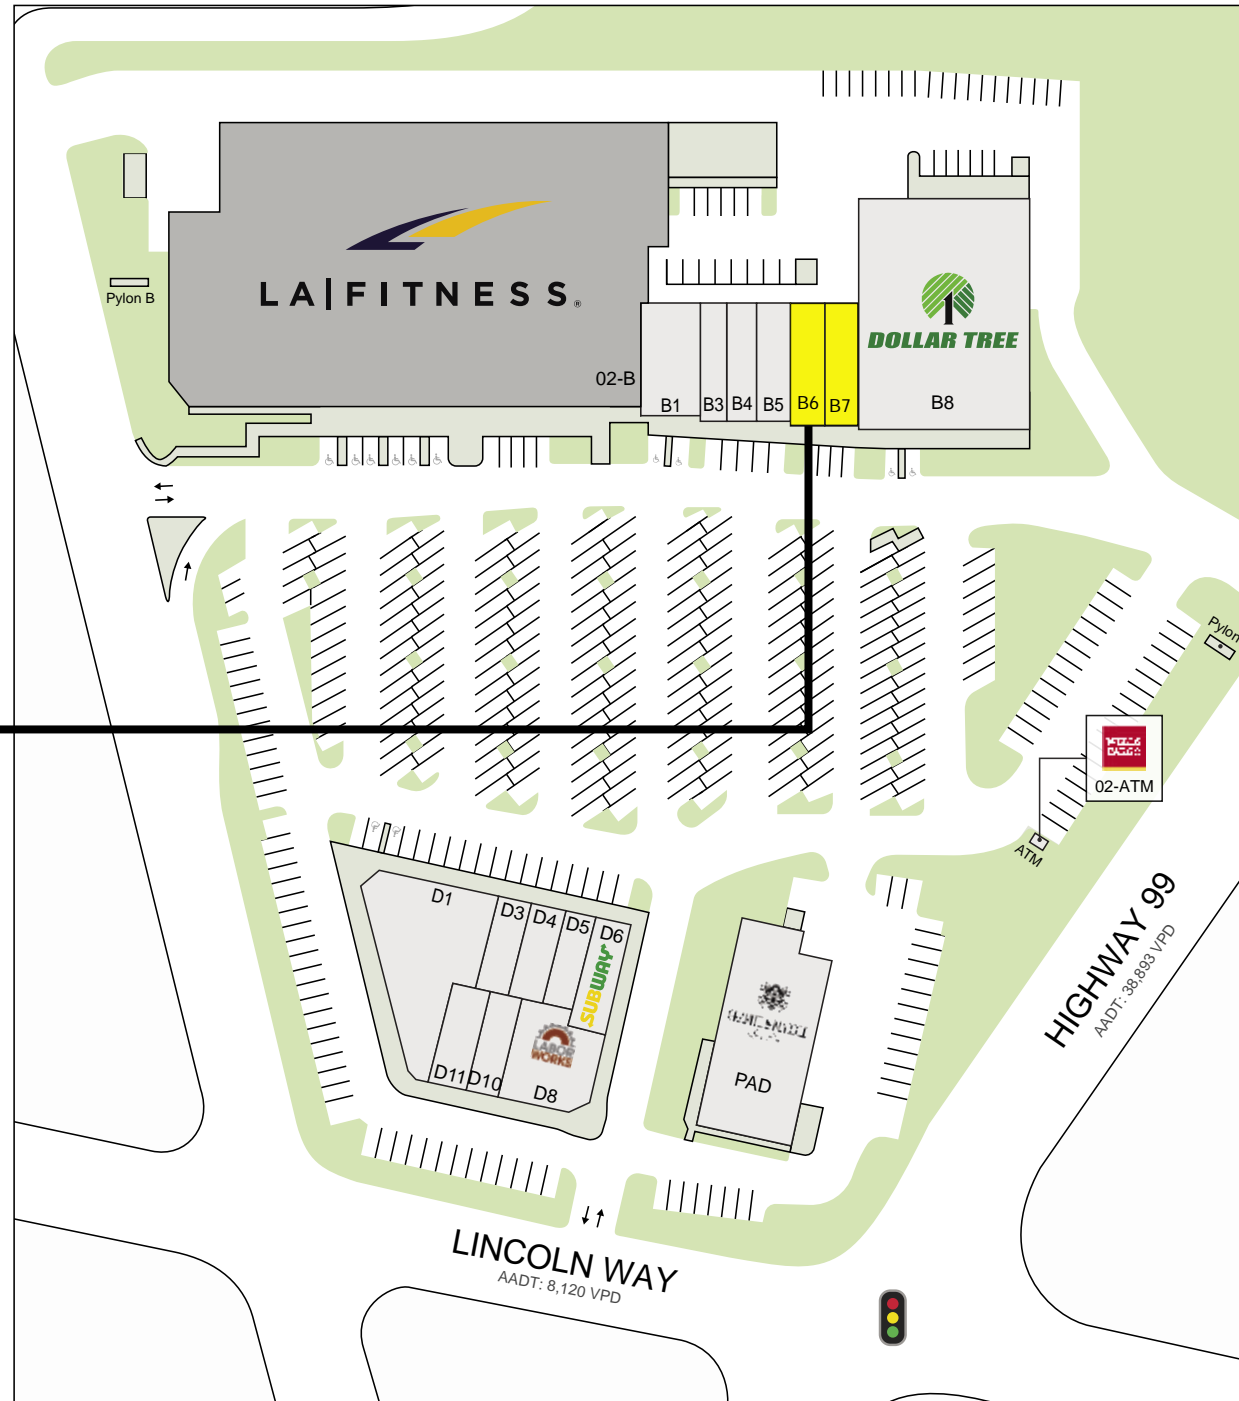 LA|FITNESS®
Pylon B
DOLLAR TREE
02-B
B1
B3
B4
B5
B6
B7
B8
Pylon
02-ATM
ATM
D1
D3
D4
D5
D6
SUBWAY
LABOR
WORKS
D11
D10
D8
PAD
HIGHWAY 99
AADT: 38,893 VPD
LINCOLN WAY
AADT: 8,120 VPD